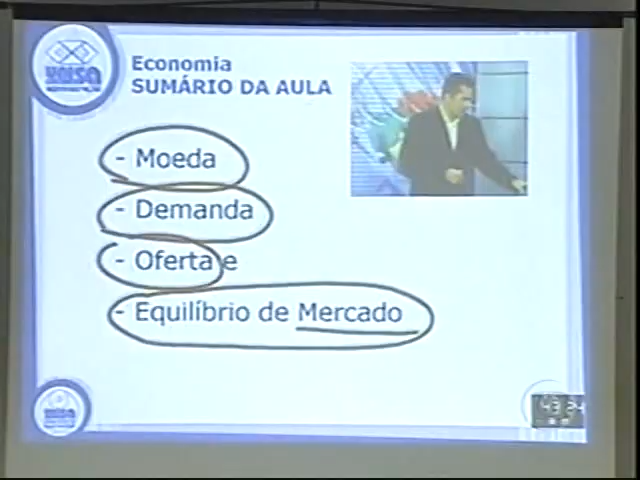 Economia
SUMÁRIO DA AULA
- Moeda
- Demanda
- Oferta e
- Equilíbrio de Mercado